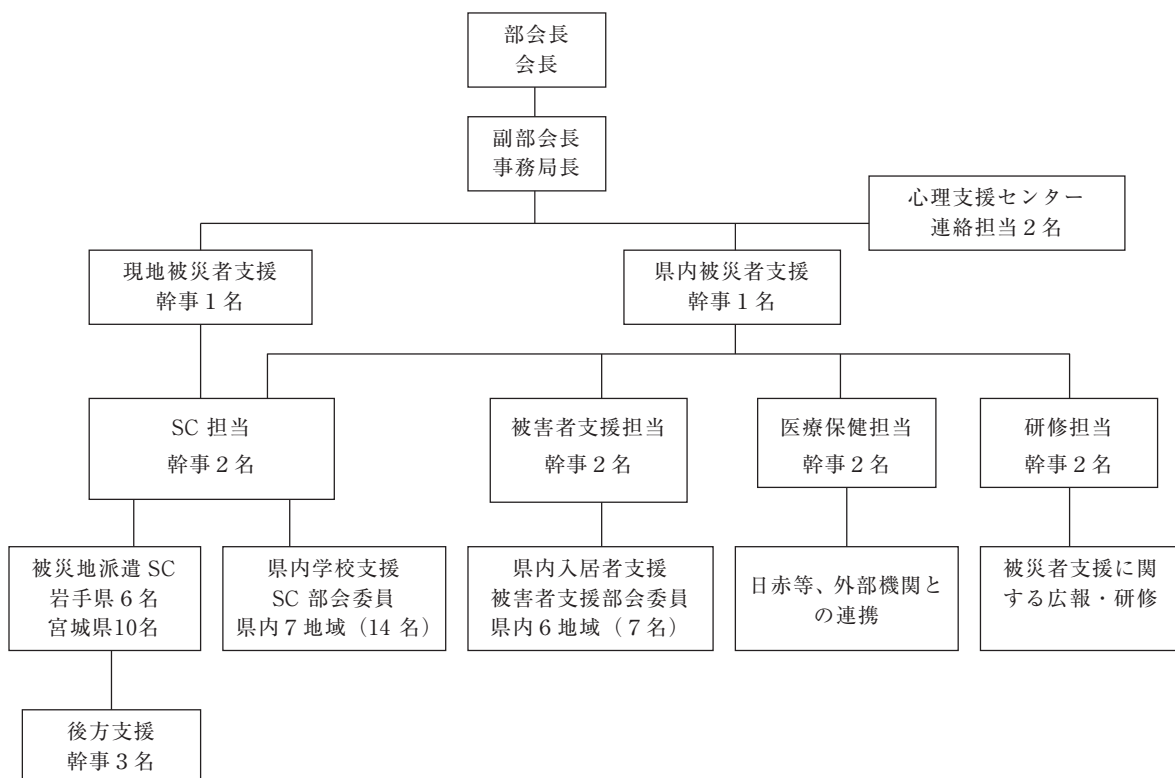 部会長
会長
副部会長
事務局長
心理支援センター
連絡担当2名
現地被災者支援
幹事1名
県内被災者支援
幹事1名
SC 担当
幹事2名
被害者支援担当
幹事2名
医療保健担当
幹事2名
研修担当
幹事2名
被災地派遣 SC
岩手県6名
宮城県10名
県内学校支援
SC 部会委員
県内7地域（14 名）
県内入居者支援
被害者支援部会委員
県内6地域（7名）
日赤等、外部機関と
の連携
被災者支援に関
する広報・研修
後方支援
幹事3名